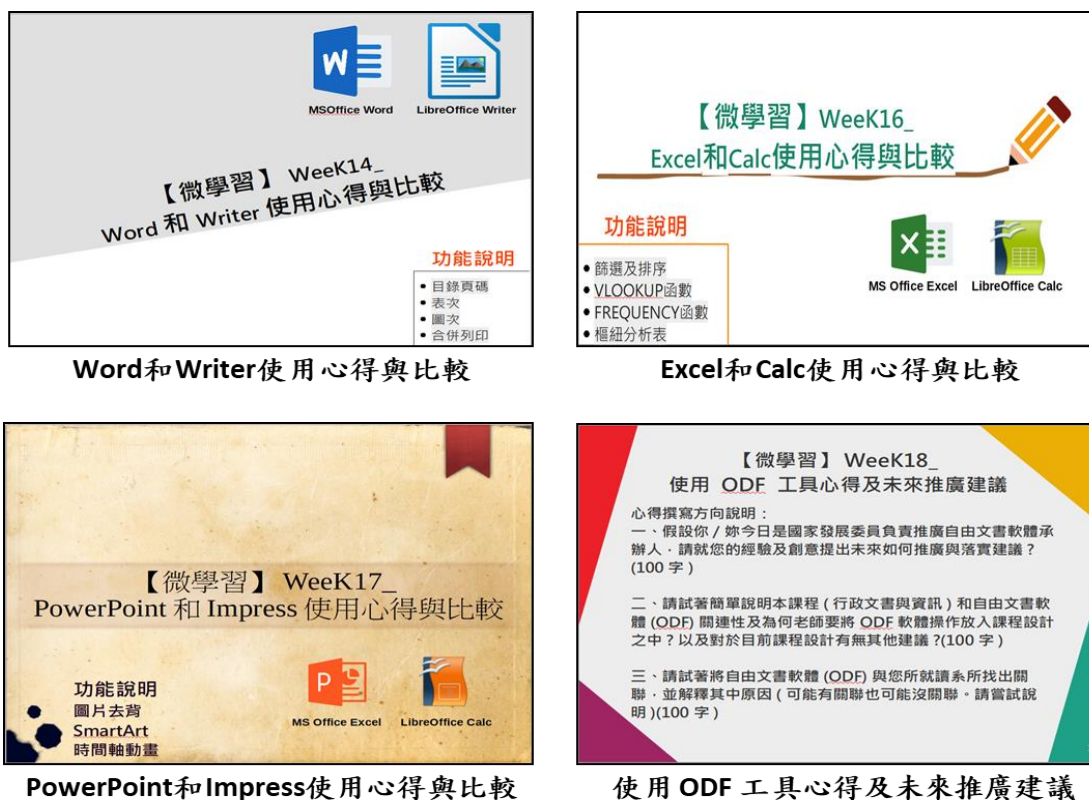 MSOffice Word
LibreOffice Writer
【微學習】 WeeK14_
Word 和 Writer 使用心得與比較
功能說明
• 目錄頁碼
• 表次
• 圖次
• 合併列印
Word和Writer使用心得與比較
【微學習】WeeK16_
Excel和Calc使用心得與比較
功能說明
• 篩選及排序
• VLOOKUP函數
• FREQUENCY函數
• 樞紐分析表
MS Office Excel
LibreOffice Calc
Excel和Calc使用心得與比較
【微學習】 WeeK17_
PowerPoint 和 Impress 使用心得與比較
功能說明
圖片去背
SmartArt
時間軸動畫
MS Office Excel
LibreOffice Calc
PowerPoint和Impress使用心得與比較
【微學習】 WeeK18_
使用 ODF 工具心得及未來推廣建議
心得撰寫方向說明：
一、假設你 / 妳今日是國家發展委員負責推廣自由文書軟體承
辦人，請就您的經驗及創意提出未來如何推廣與落實建議？
(100 字 )
二、請試著簡單說明本課程 ( 行政文書與資訊 ) 和自由文書軟
體 (ODF) 關連性及為何老師要將 ODF 軟體操作放入課程設計
之中？以及對於目前課程設計有無其他建議 ?(100 字 )
三、請試著將自由文書軟體 (ODF) 與您所就讀系所找出關
聯，並解釋其中原因 ( 可能有關聯也可能沒關聯。請嘗試說
明 )(100 字 )
使用 ODF 工具心得及未來推廣建議